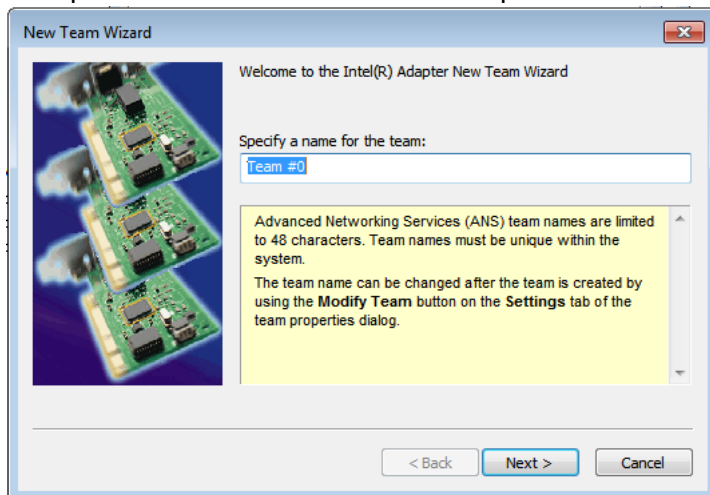 New Team Wizard
Welcome to the Intel(R) Adapter New Team Wizard
Specify a name for the team:
Team #0
Advanced Networking Services (ANS) team names are limited
to 48 characters. Team names must be unique within the
system.
The team name can be changed after the team is created by
using the Modify Team button on the Settings tab of the
team properties dialog.
< Back
Next >
Cancel